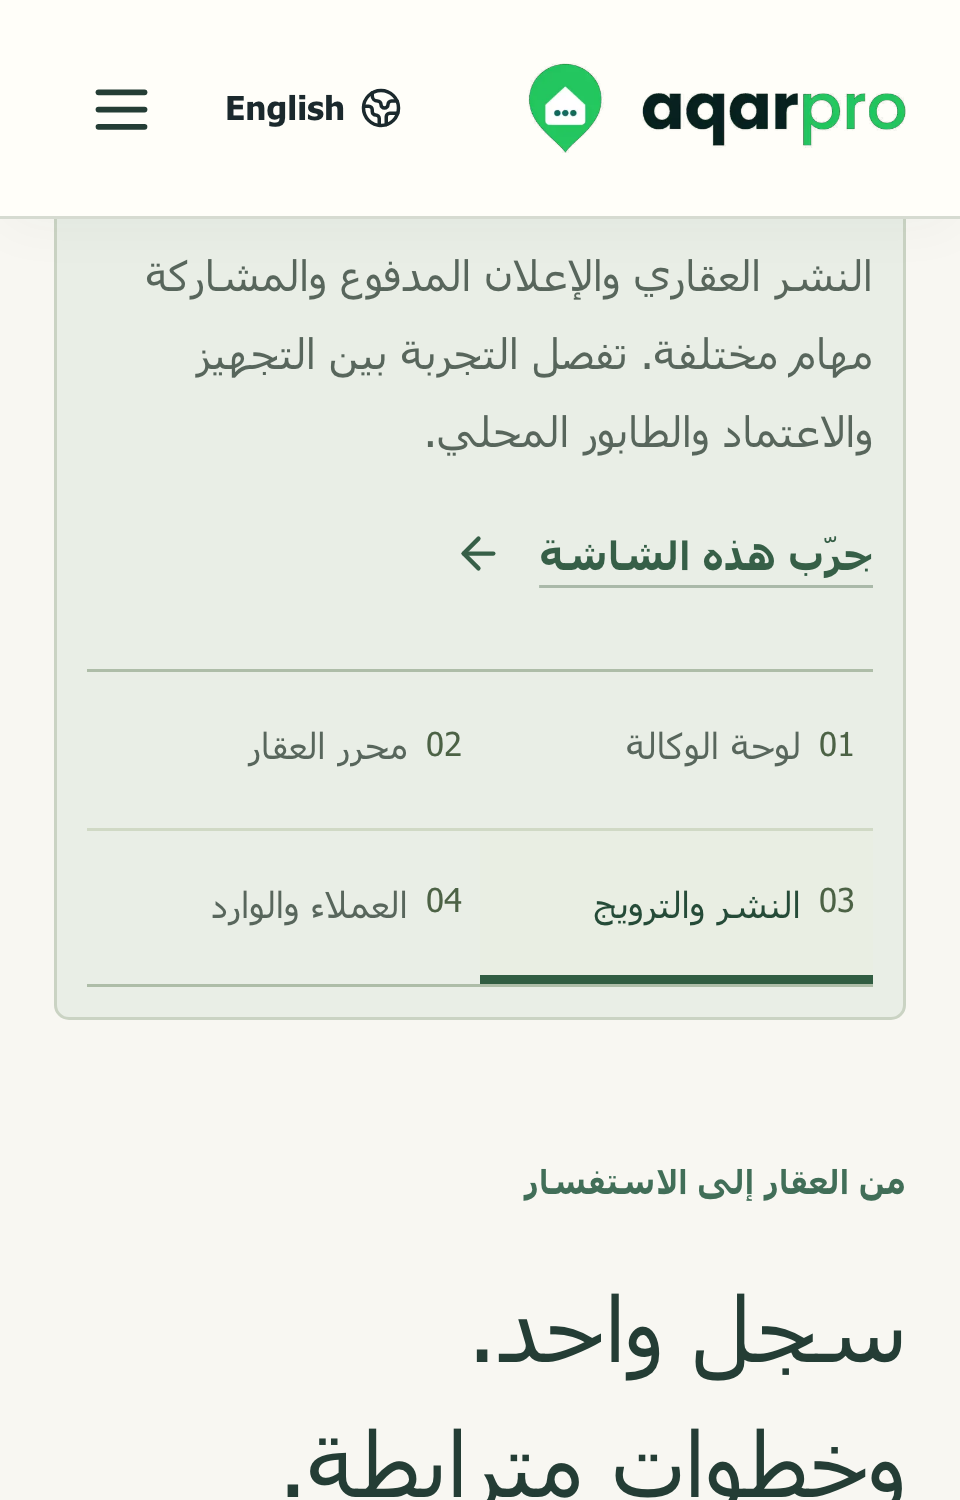 aqarpro
English
النشر العقاري والإعلان المدفوع والمشاركة
مهام مختلفة. تفصل التجربة بين التجهيز
والاعتماد والطابور المحلي.
جرّب هذه الشاشة
01 لوحة الوكالة
02 محرر العقار
03 النشر والترويج
04 العملاء والوارد
من العقار إلى الاستفسار
سجل واحد.
وخطوات مترابطة.